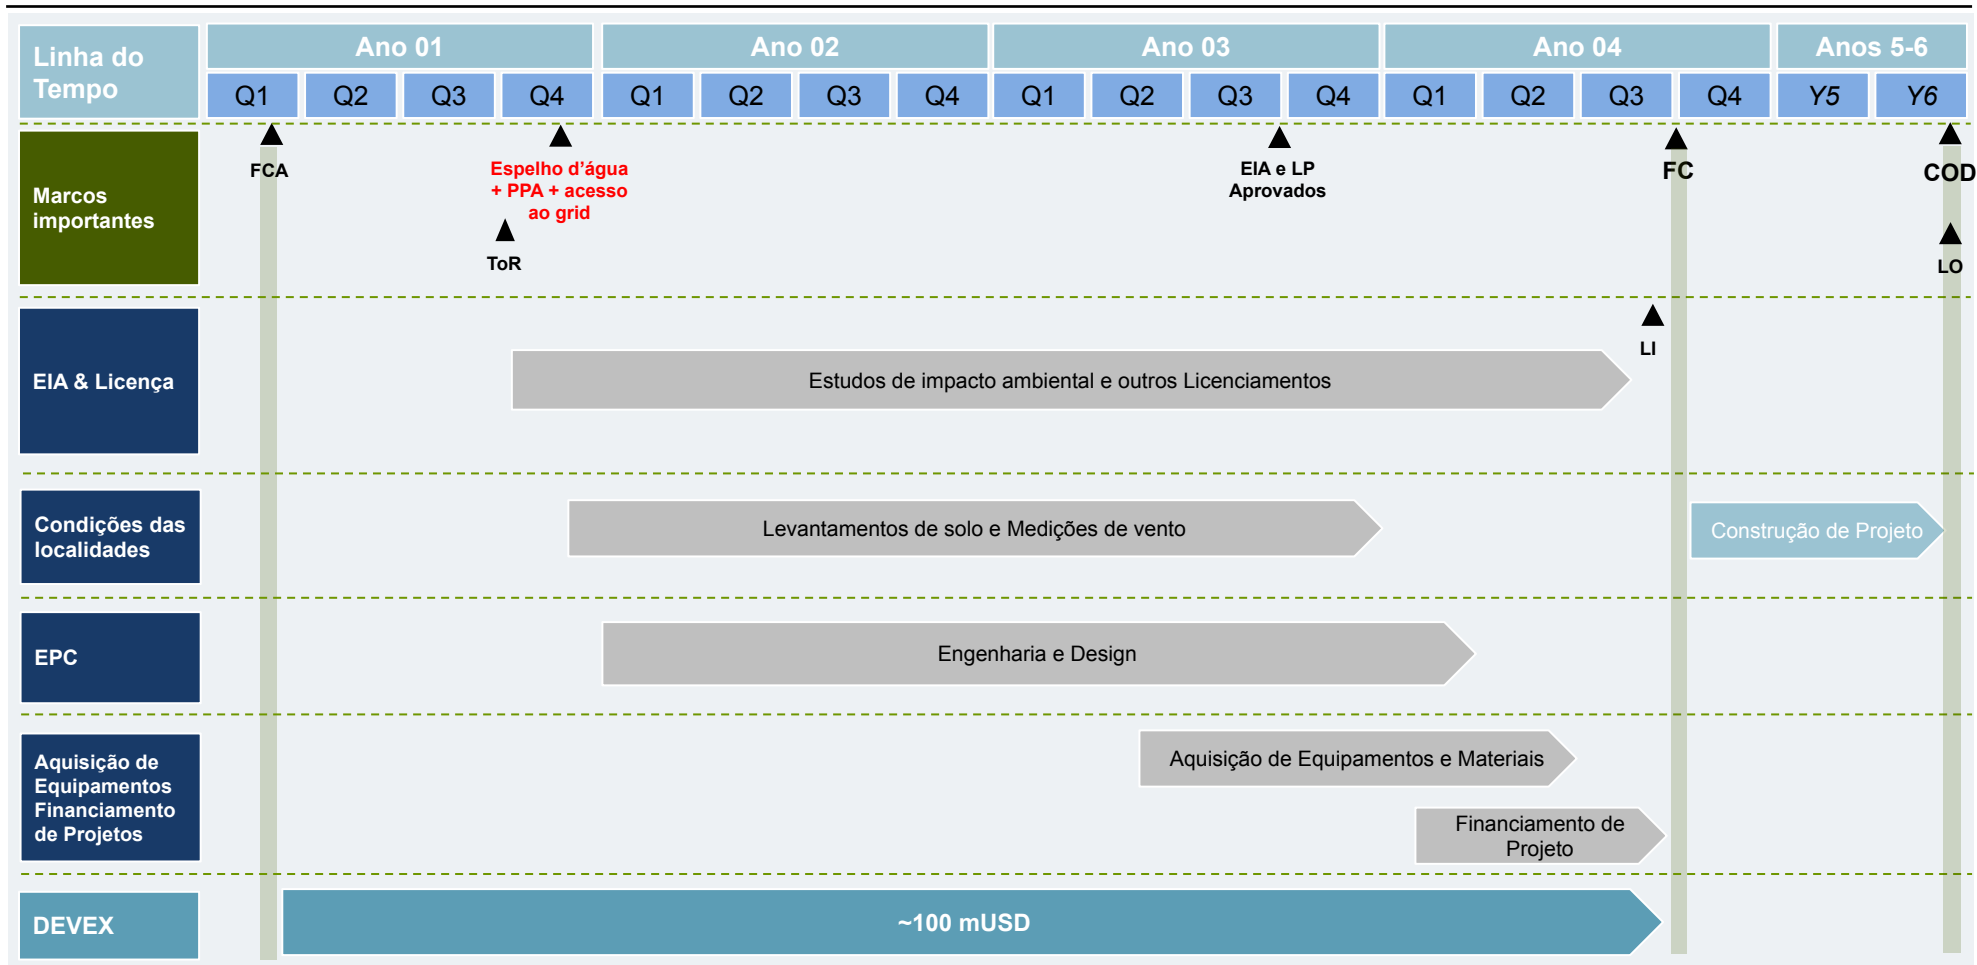 Linha do
Tempo
Ano 01
Ano 02
Ano 03
Ano 04
Anos 5-6
Q1
Q2
Q3
Q4
Q1
Q2
Q3
Q4
Q1
Q2
Q3
Q4
Q1
Q2
Q3
Q4
Y5
Y6
Marcos
importantes
FCA
Espelho d’água
+ PPA + acesso
ao grid
ToR
EIA e LP
Aprovados
FC
COD
LO
EIA & Licença
LI
Estudos de impacto ambiental e outros Licenciamentos
Condições das
localidades
Levantamentos de solo e Medições de vento
Construção de Projeto
EPC
Engenharia e Design
Aquisição de
Equipamentos
Financiamento
de Projetos
Aquisição de Equipamentos e Materiais
Financiamento de
Projeto
DEVEX
~100 mUSD